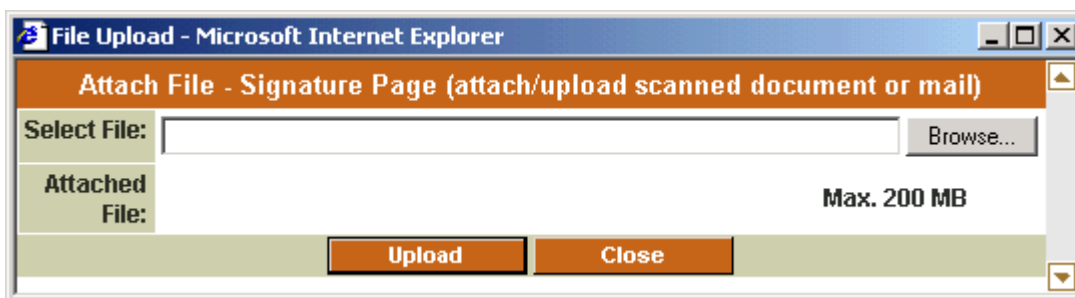 File Upload - Microsoft Internet Explorer
Attach File - Signature Page (attach/upload scanned document or mail)
Select File:
Browse...
Attached
File:
Max. 200 MB
Upload
Close